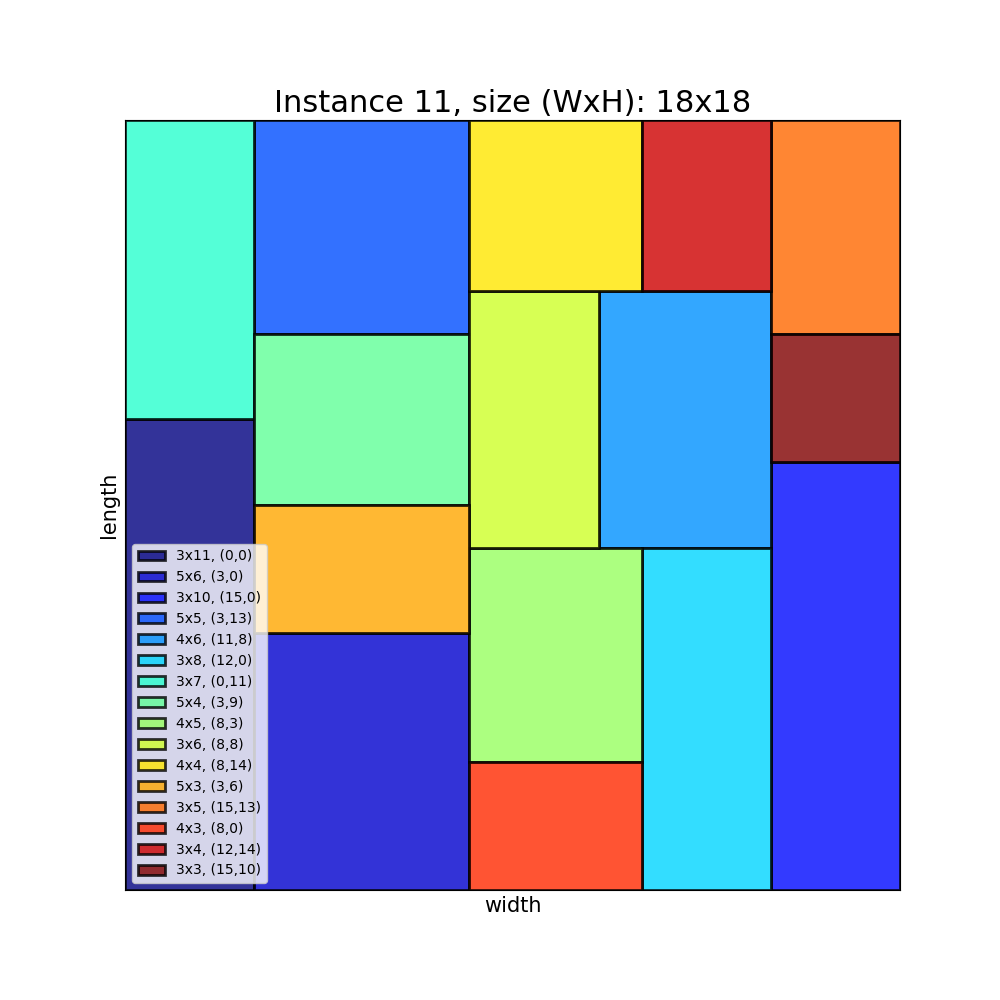 Instance 11, size (WxH): 18x18
length
3x11, (0,0)
5x6, (3,0)
3x10, (15,0)
5x5, (3,13)
4x6, (11,8)
3x8, (12,0)
3x7, (0,11)
5x4, (3,9)
4x5, (8,3)
3x6, (8,8)
4x4, (8,14)
5x3, (3,6)
3x5, (15,13)
4x3, (8,0)
3x4, (12,14)
3x3, (15,10)
width